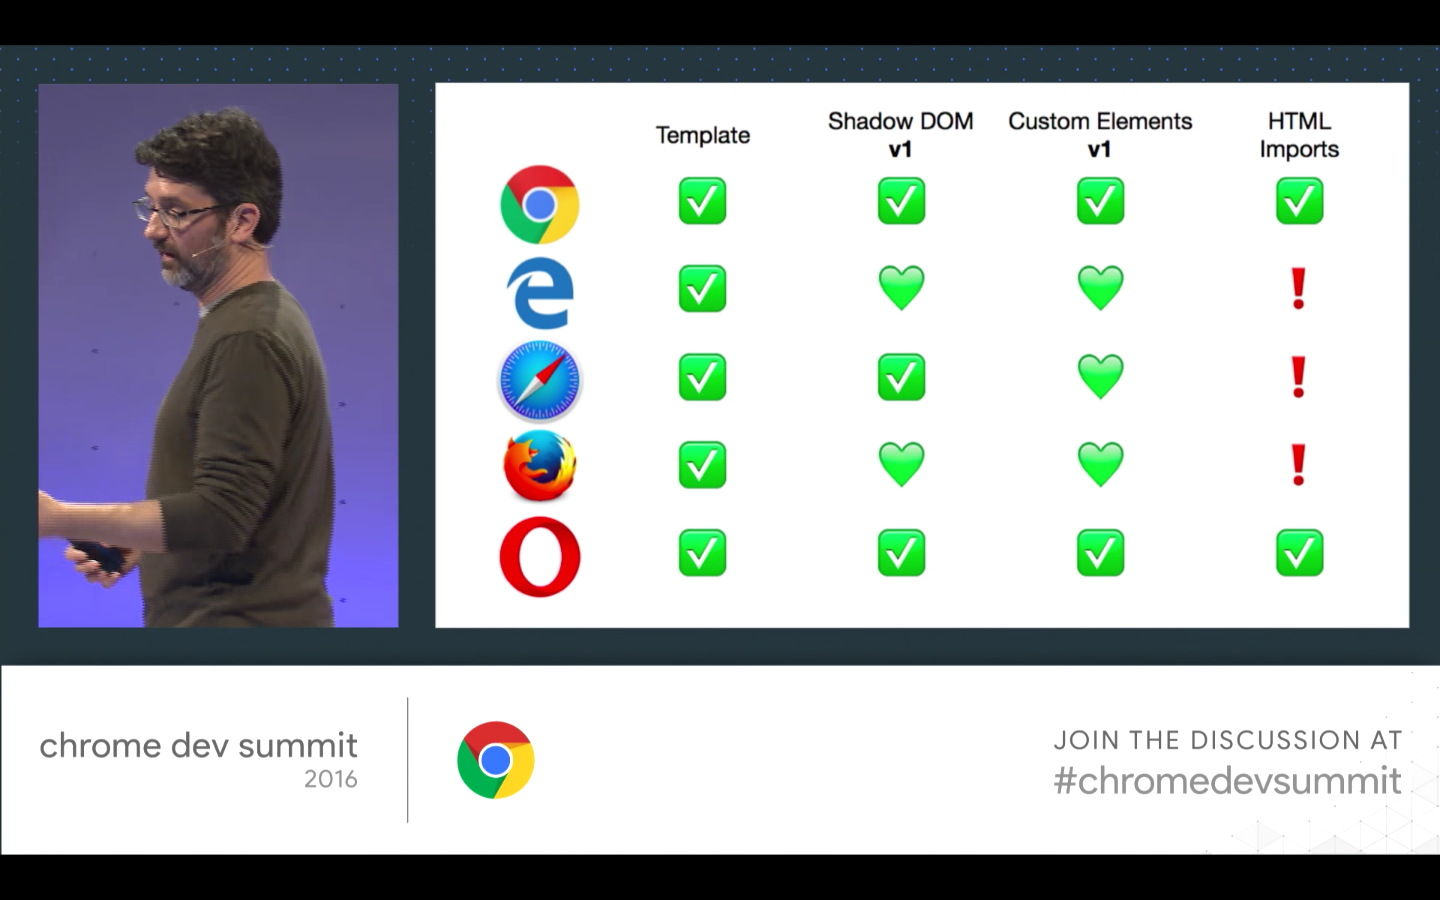 Template
Shadow DOM
v1
Custom Elements
v1
HTML
Imports
chrome dev summit
2016
JOIN THE DISCUSSION AT
#chromedevsummit